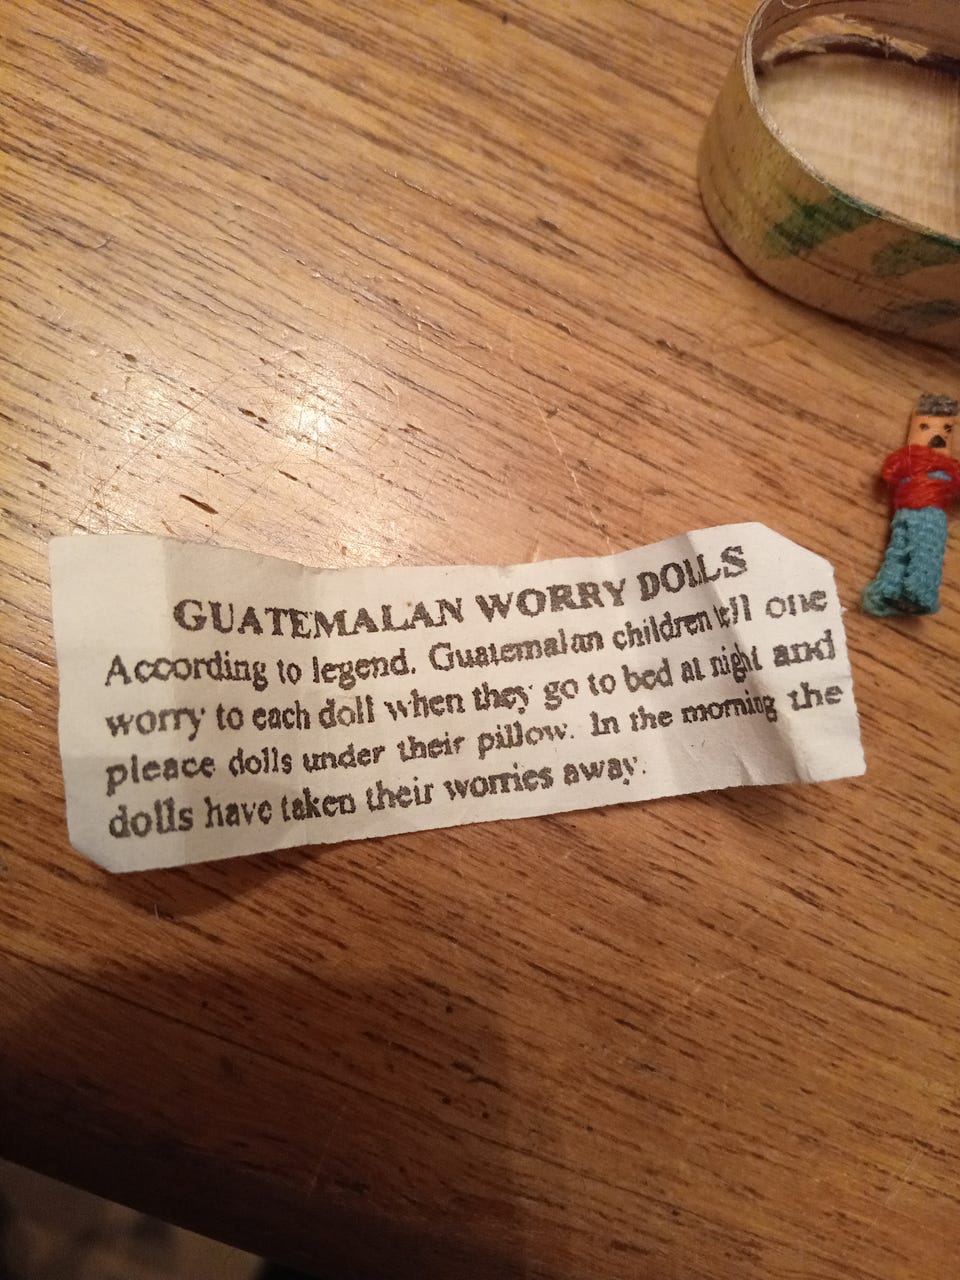 GUATEMALAN WORRY DOLLS
According to legend. Guatemalan children tell one
worry to each doll when they go to bed at night and
pleace dolls under their pillow. In the morning the
dolls have taken their worries away.